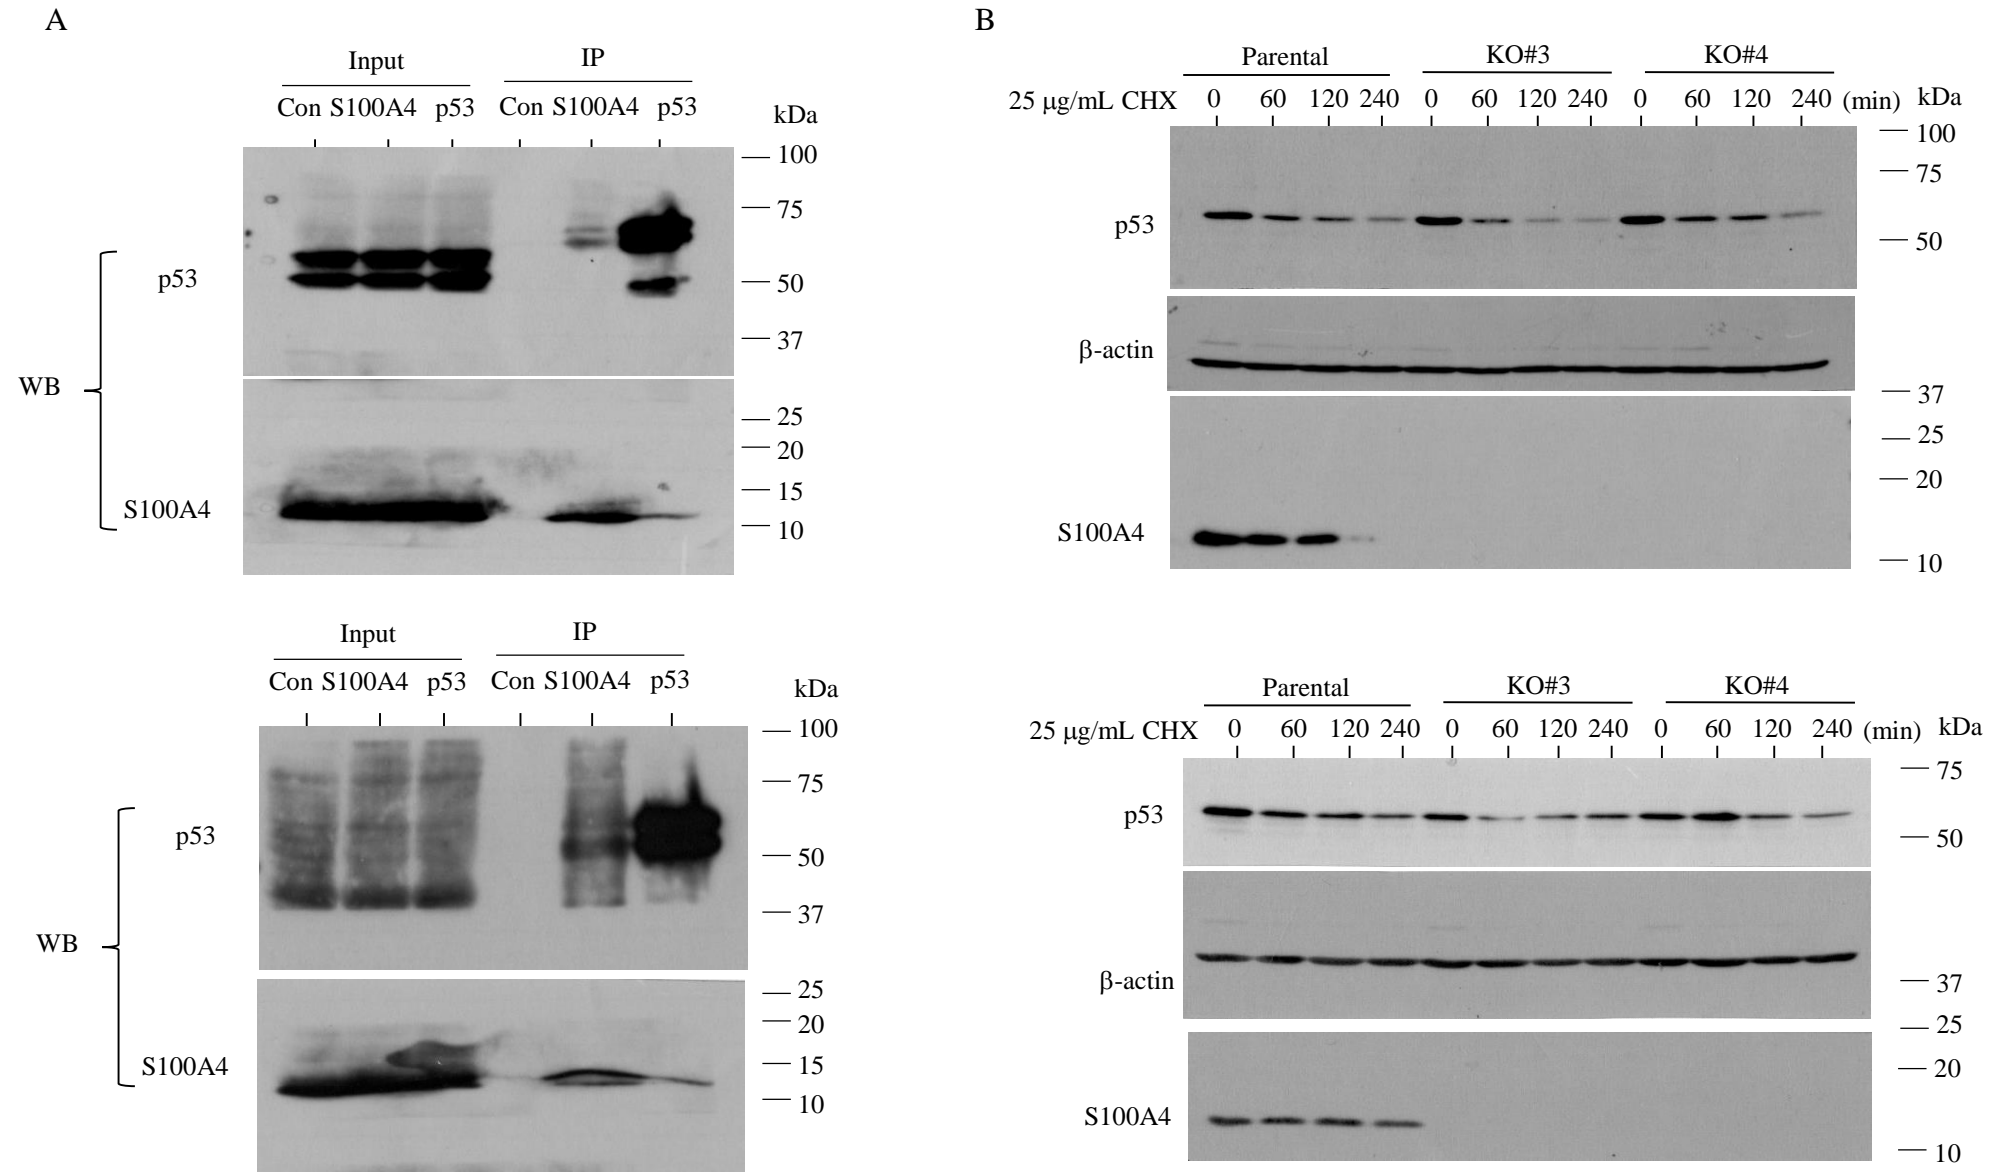 A
Input IP
Con S100A4 p53 Con S100A4 p53
kDa
100
75
p53
50
37
WB
25
20
15
S100A4
10
Input IP
Con S100A4 p53 Con S100A4 p53
kDa
100
75
p53
50
37
WB
25
20
15
S100A4
10
B
Parental KO#3 KO#4
25 μg/mL CHX 0 60 120 240 0 60 120 240 0 60 120 240 (min) kDa
100
75
p53
50
β-actin
37
25
20
S100A4
10
Parental KO#3 KO#4
25 μg/mL CHX 0 60 120 240 0 60 120 240 0 60 120 240 (min) kDa
75
p53
50
β-actin
37
25
20
S100A4
10